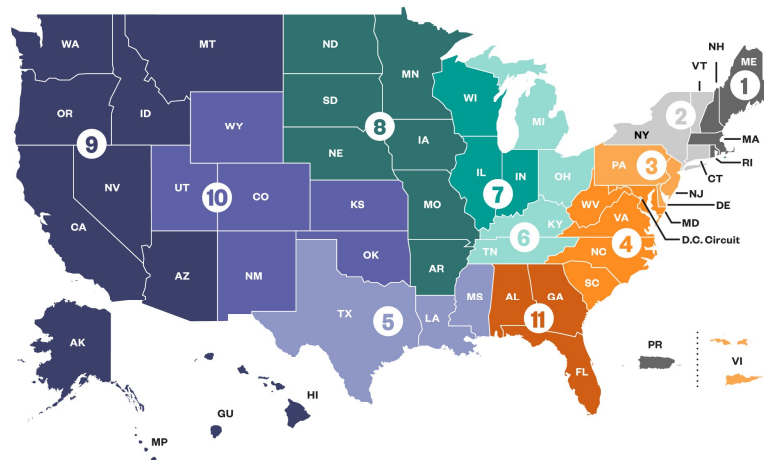 NH
WA
MT
ND
VT
ME
MN
1
OR
ID
SD
WI
2
WY
MI
NY
MA
9
8
IA
PA
3
RI
NE
NV
UT
10
CO
IL
IN
OH
CT
NJ
7
WV
DE
CA
KS
MO
KY
VA
MD
6
4
D.C. Circuit
TN
NC
AZ
NM
OK
AR
SC
MS
AL
GA
TX
5
LA
11
AK
FL
PR
VI
HI
GU
MP